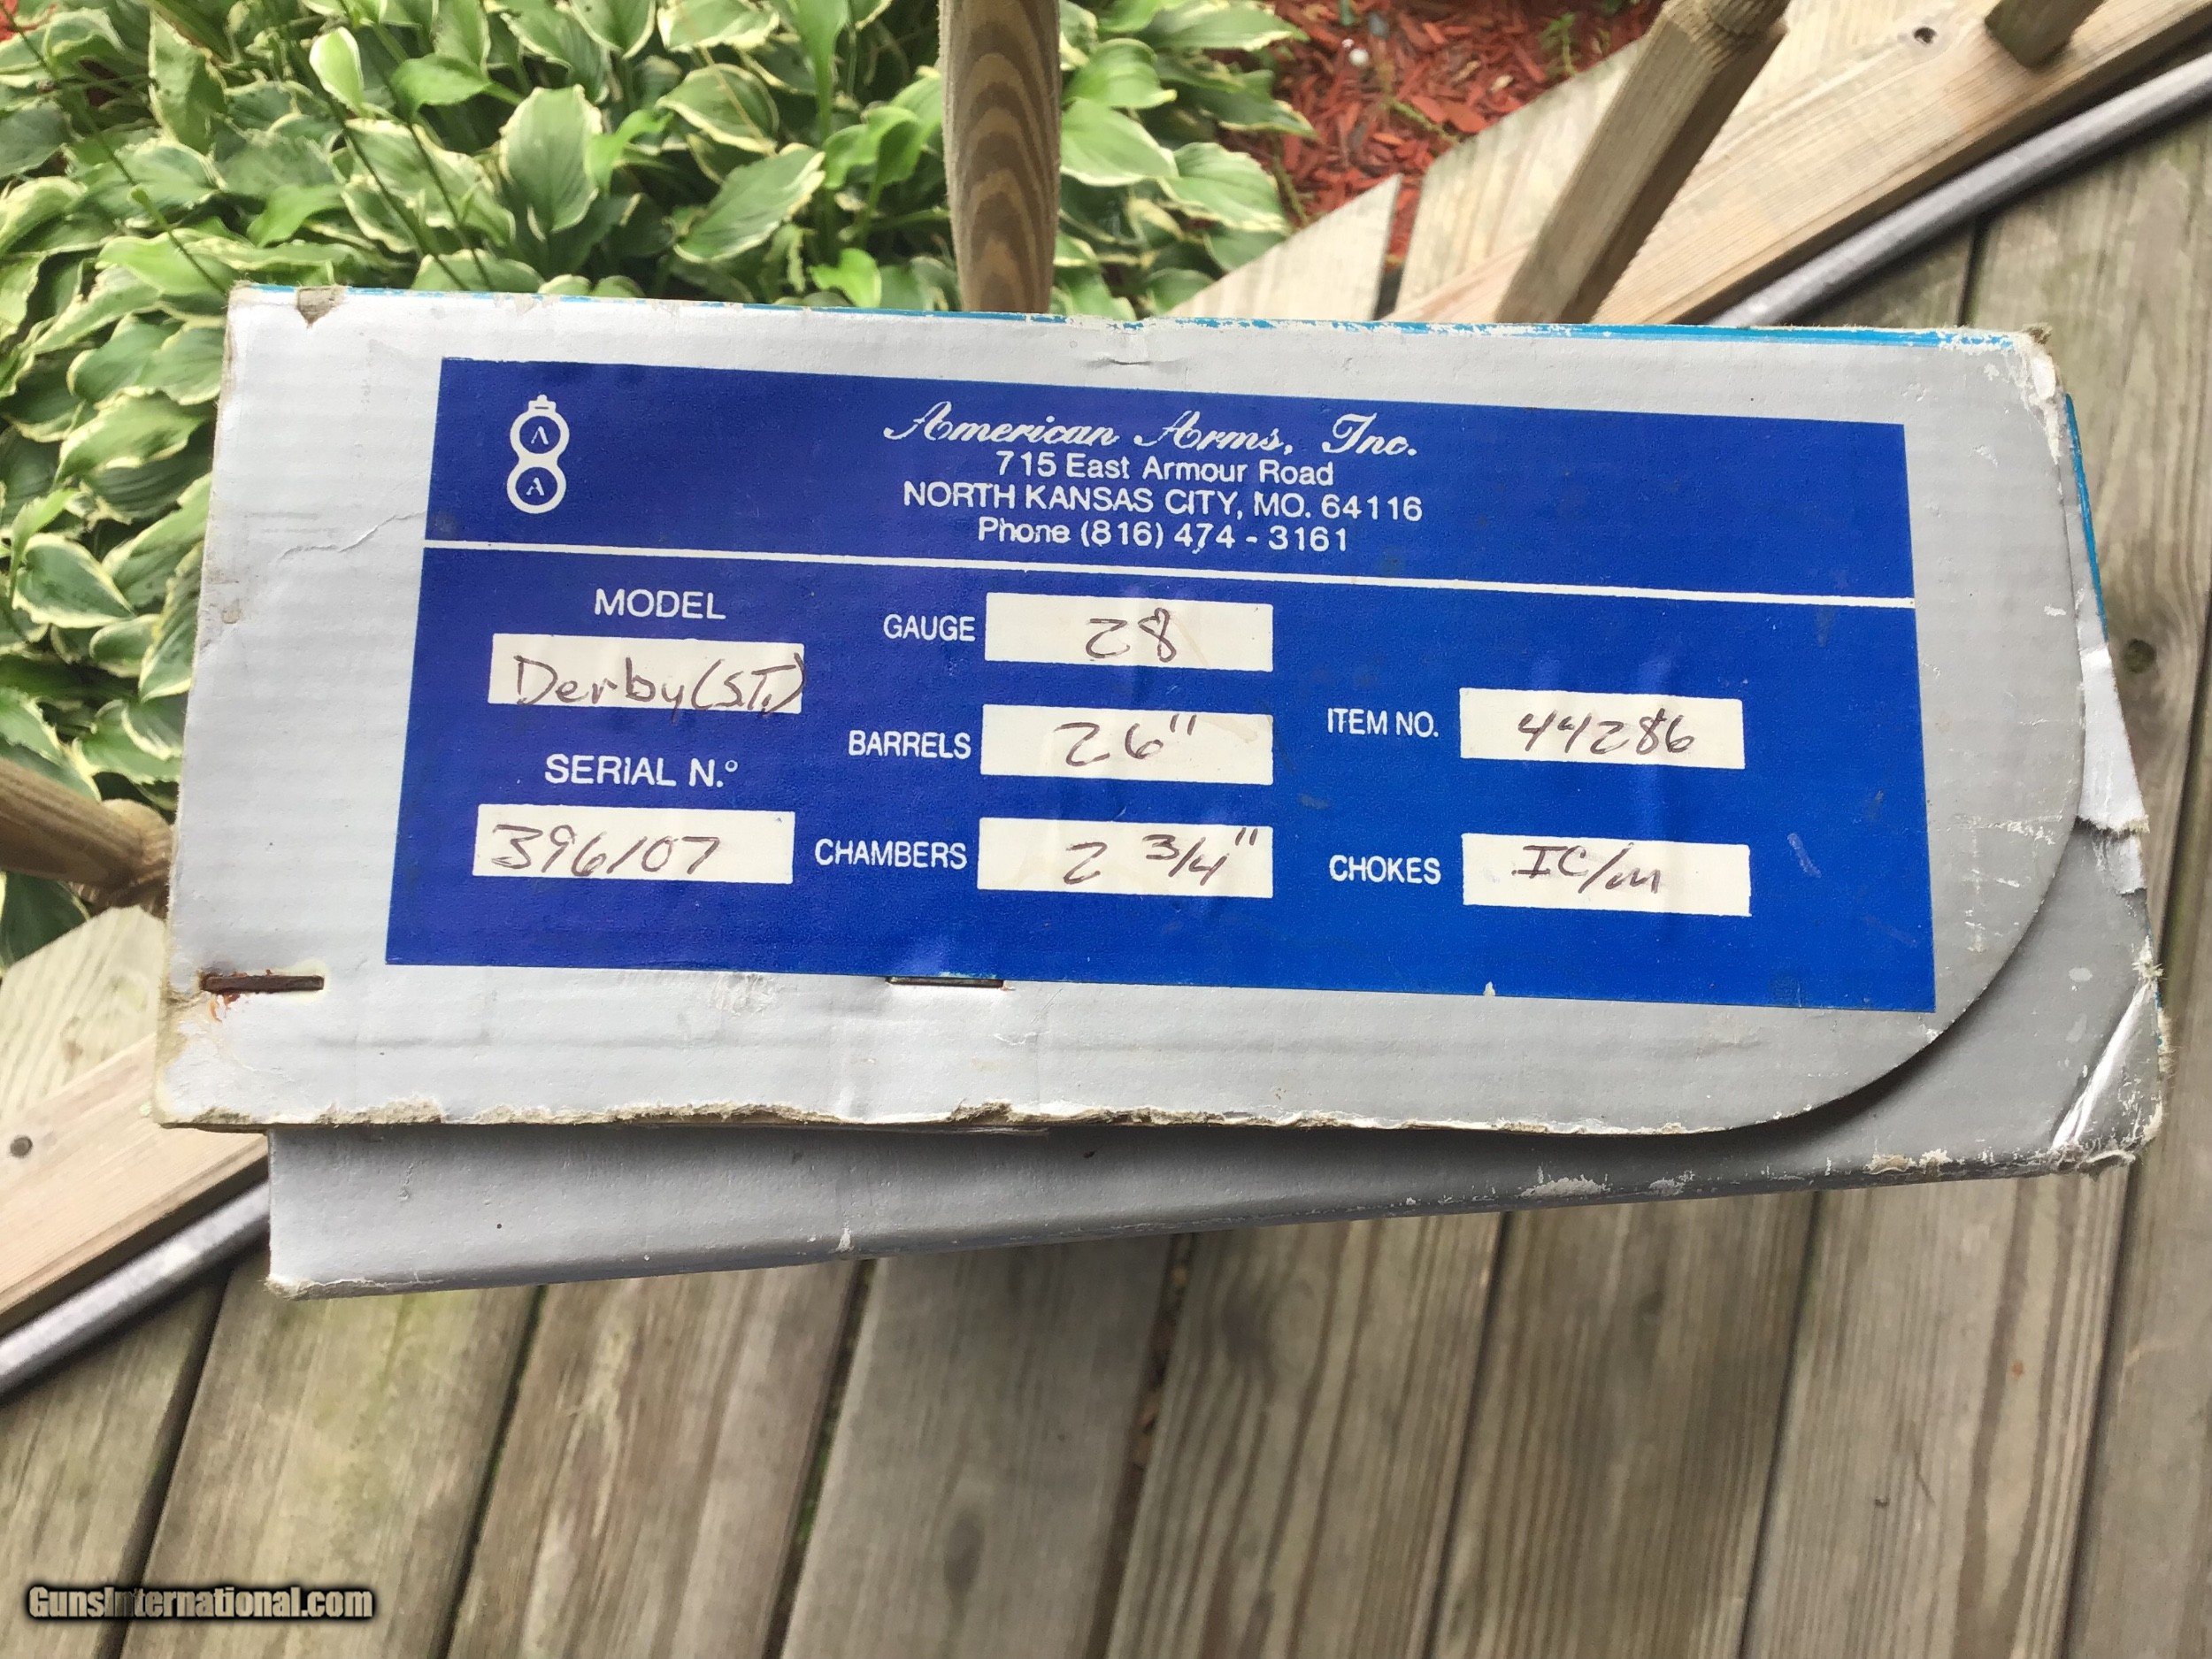 A
A
American Arms, Inc.
715 East Armour Road
NORTH KANSAS CITY, MO. 64116
Phone (816) 474 - 3161
MODEL
Derby (S.T.)
SERIAL N.º
396107
GAUGE 28
BARRELS 26"
CHAMBERS 2 3/4"
ITEM NO. 44286
CHOKES IC/M
GunsInternational.com